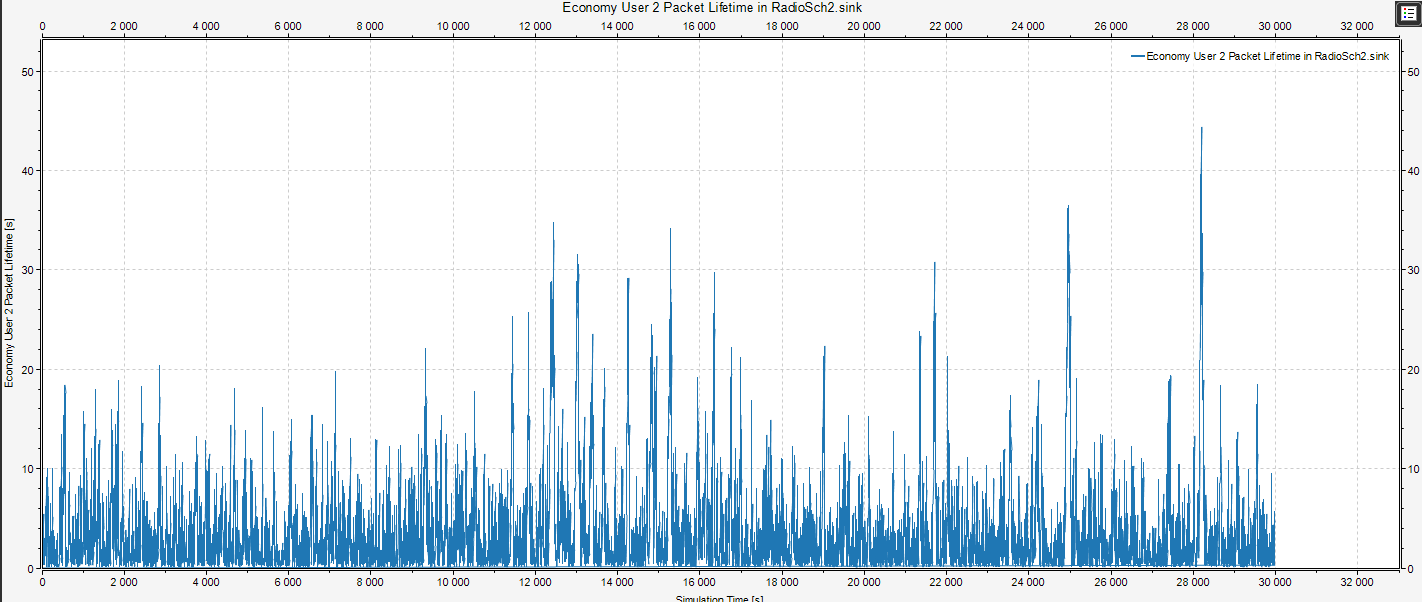 Economy User 2 Packet Lifetime in RadioSch2.sink
0 2 000 4 000 6 000 8 000 10 000 12 000 14 000 16 000 18 000 20 000 22 000 24 000 26 000 28 000 30 000 32 000
Economy User 2 Packet Lifetime in RadioSch2.sink
50 50
40 40
30 30
20 20
10 10
0 0
Economy User 2 Packet Lifetime [s]
0 2 000 4 000 6 000 8 000 10 000 12 000 14 000 16 000 18 000 20 000 22 000 24 000 26 000 28 000 30 000 32 000
Simulation Time [s]